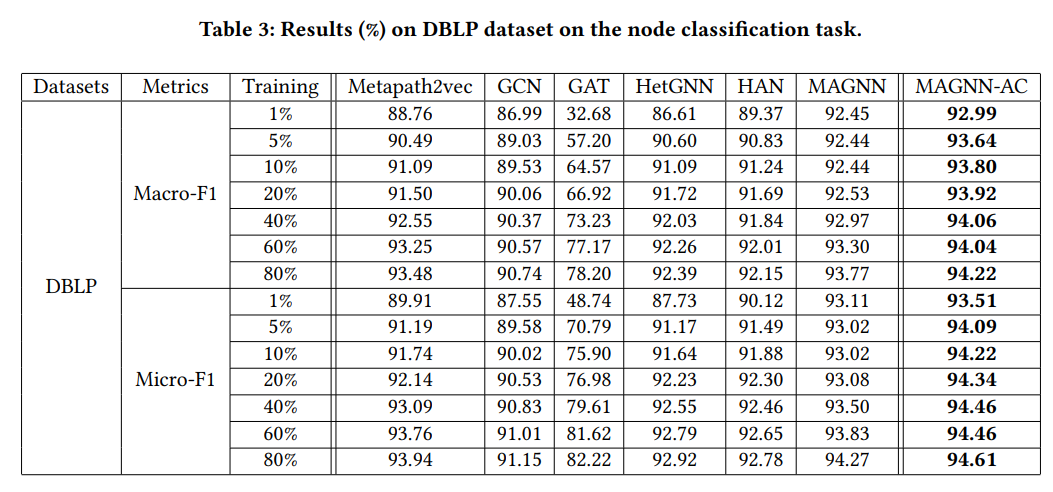 Table 3: Results (%) on DBLP dataset on the node classification task.
Datasets Metrics Training Metapath2vec GCN GAT HetGNN HAN MAGNN MAGNN-AC
1% 88.76 86.99 32.68 86.61 89.37 92.45 92.99
5% 90.49 89.03 57.20 90.60 90.83 92.44 93.64
10% 91.09 89.53 64.57 91.09 91.24 92.44 93.80
Macro-F1 20% 91.50 90.06 66.92 91.72 91.69 92.53 93.92
40% 92.55 90.37 73.23 92.03 91.84 92.97 94.06
60% 93.25 90.57 77.17 92.26 92.01 93.30 94.04
DBLP 80% 93.48 90.74 78.20 92.39 92.15 93.77 94.22
1% 89.91 87.55 48.74 87.73 90.12 93.11 93.51
5% 91.19 89.58 70.79 91.17 91.49 93.02 94.09
10% 91.74 90.02 75.90 91.64 91.88 93.02 94.22
Micro-F1 20% 92.14 90.53 76.98 92.23 92.30 93.08 94.34
40% 93.09 90.83 79.61 92.55 92.46 93.50 94.46
60% 93.76 91.01 81.62 92.79 92.65 93.83 94.46
80% 93.94 91.15 82.22 92.92 92.78 94.27 94.61